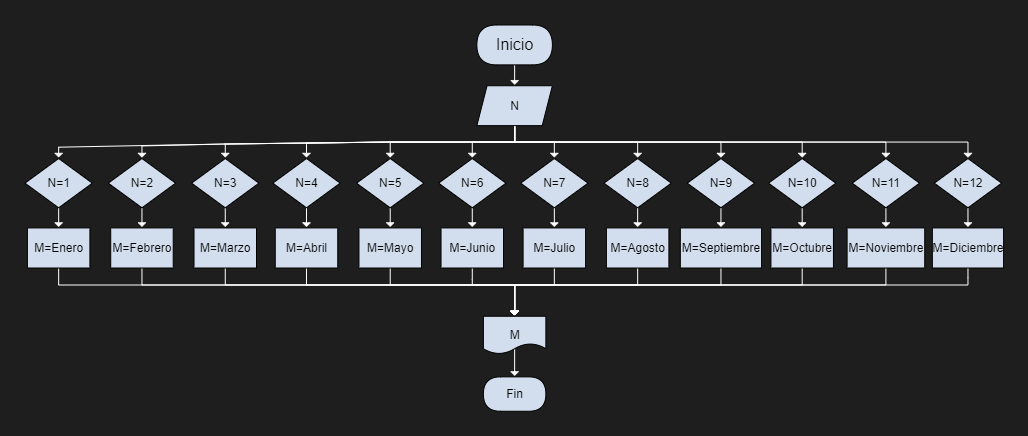 Inicio
N
N=1 N=2 N=3 N=4 N=5 N=6 N=7 N=8 N=9 N=10 N=11 N=12
M=Enero M=Febrero M=Marzo M=Abril M=Mayo M=Junio M=Julio M=Agosto M=Septiembre M=Octubre M=Noviembre M=Diciembre
M
Fin